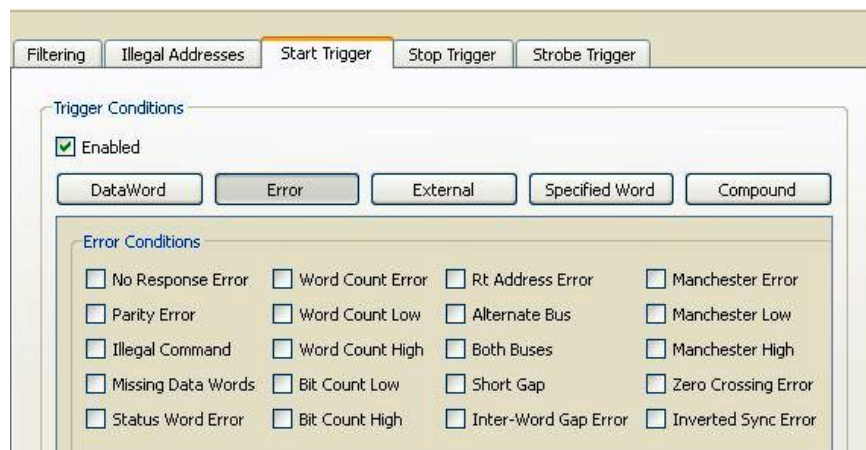 Filtering Illegal Addresses Start Trigger Stop Trigger Strobe Trigger
Trigger Conditions
Enabled
DataWord Error External Specified Word Compound
Error Conditions
No Response Error Word Count Error Rt Address Error Manchester Error
Parity Error Word Count Low Alternate Bus Manchester Low
Illegal Command Word Count High Both Buses Manchester High
Missing Data Words Bit Count Low Short Gap Zero Crossing Error
Status Word Error Bit Count High Inter-Word Gap Error Inverted Sync Error